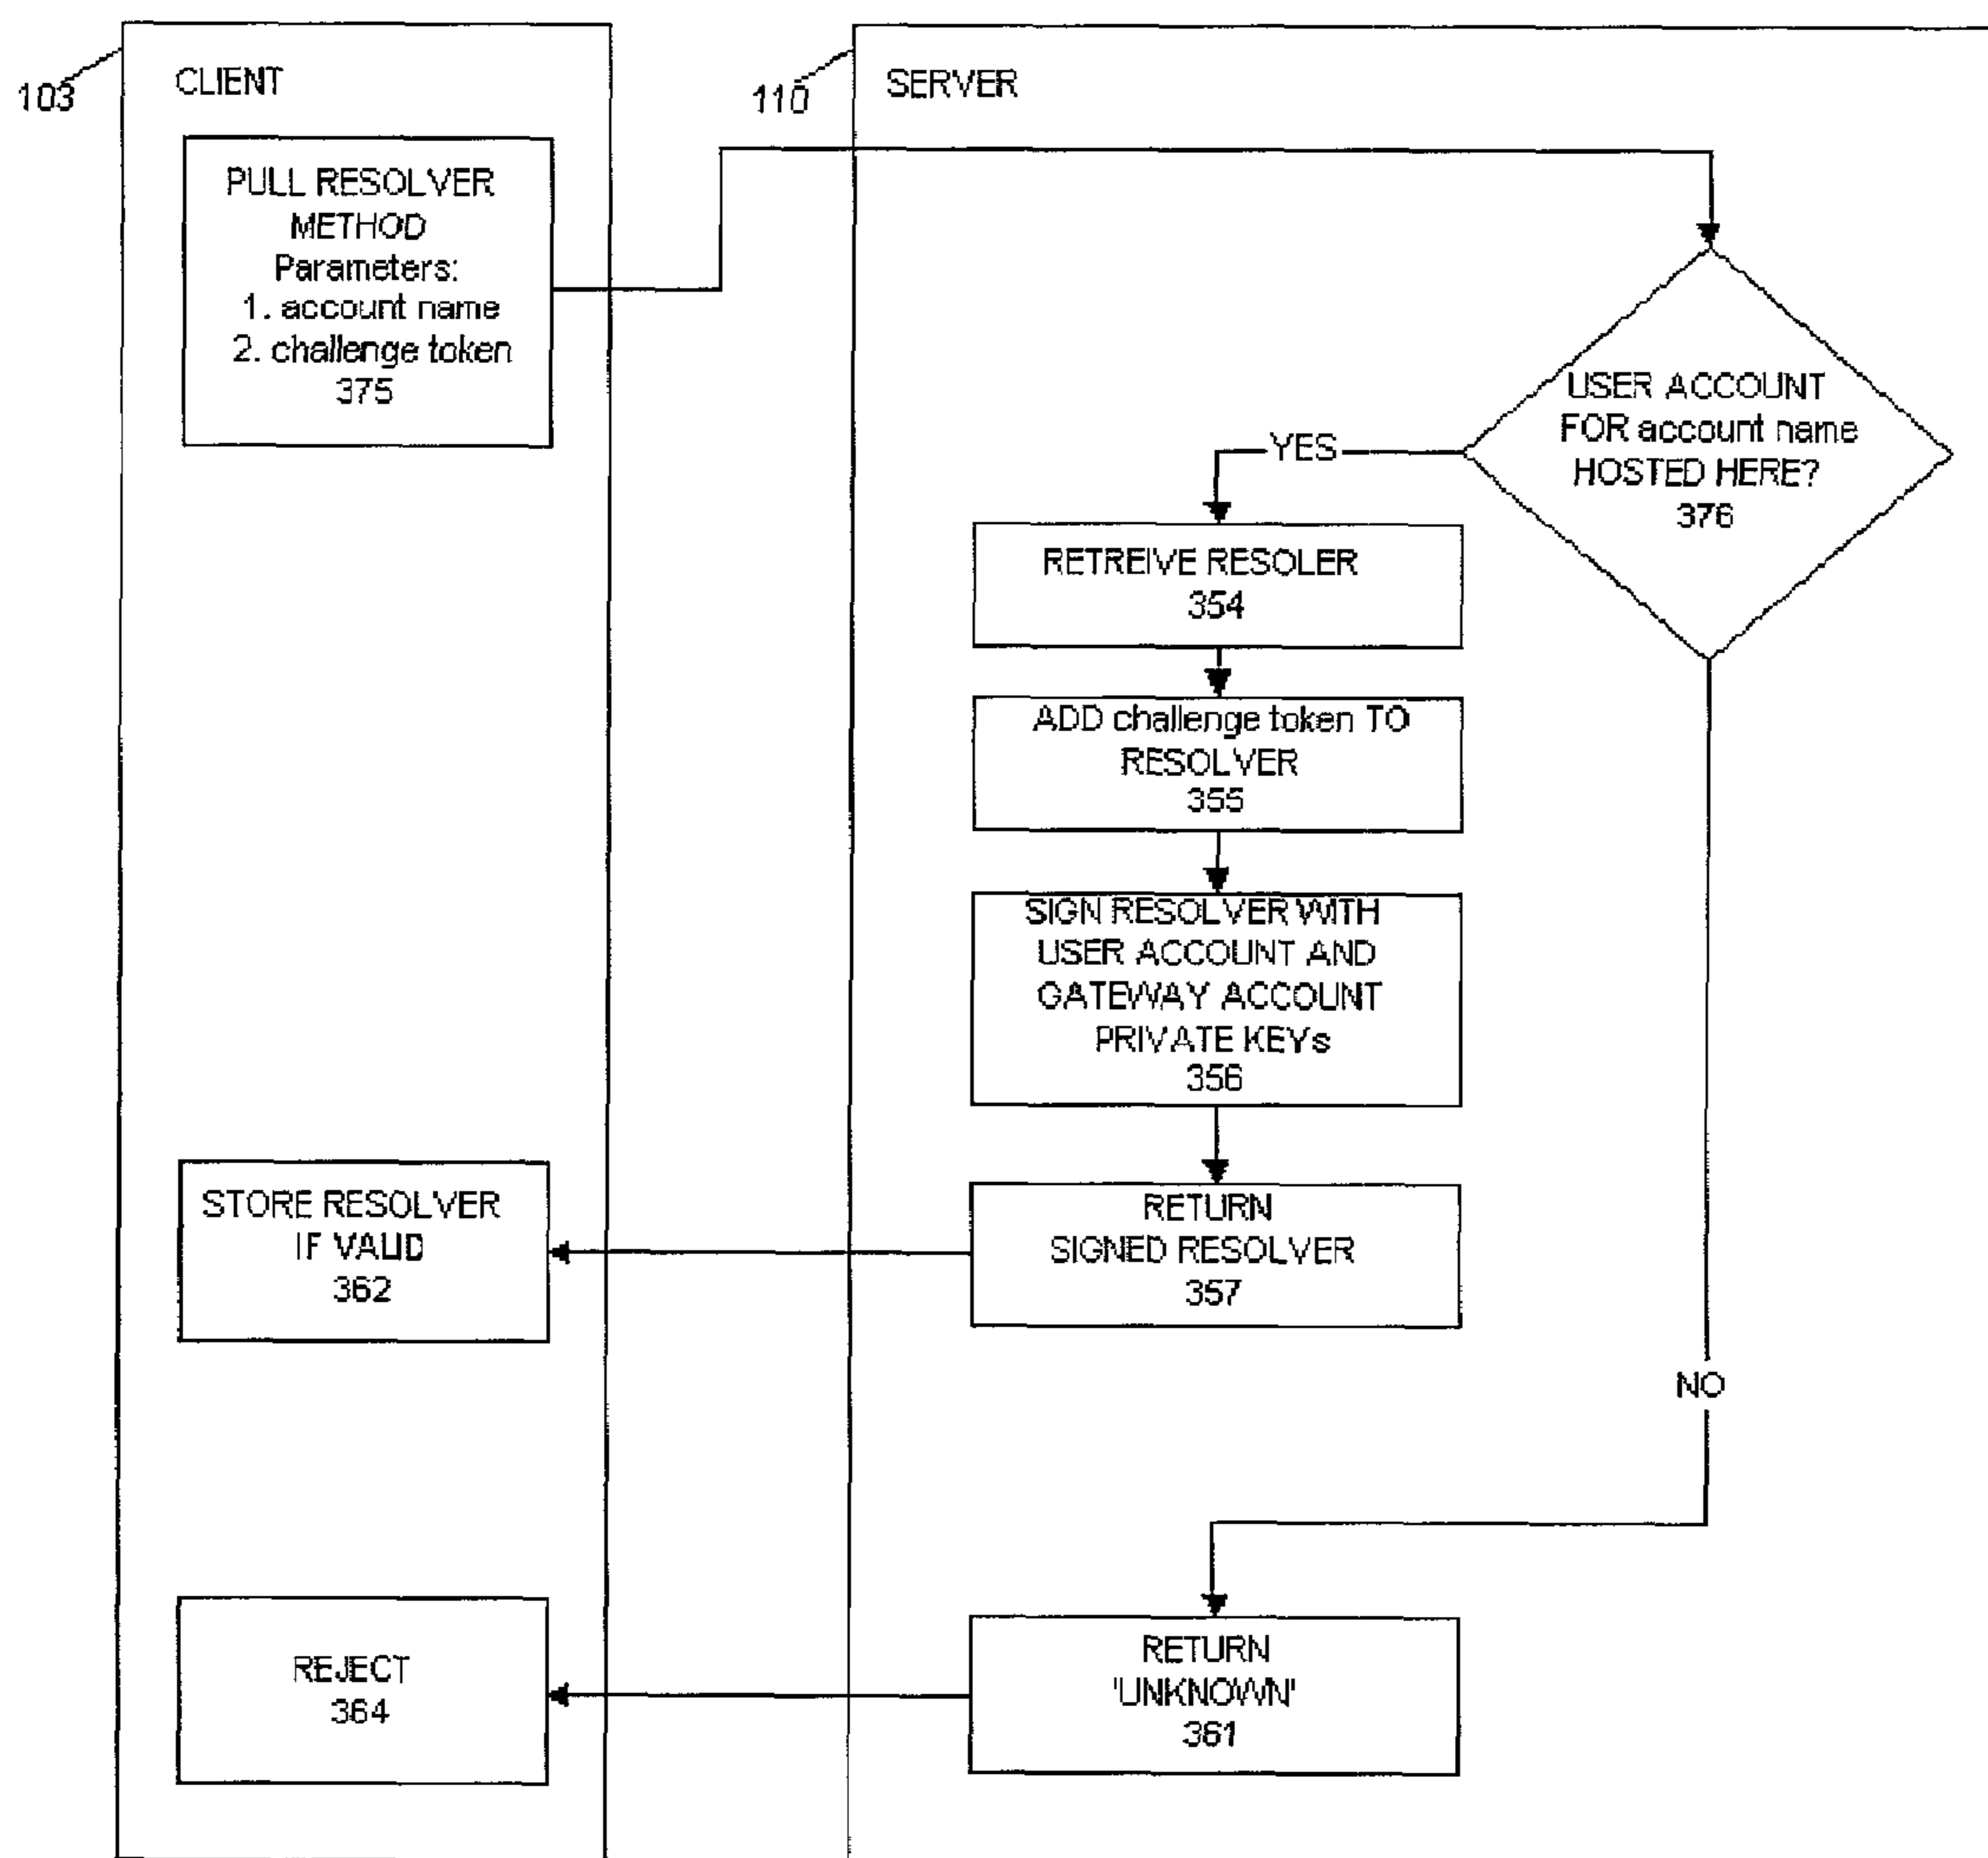 103
CLIENT
PULL RESOLVER
METHOD
Parameters:
1. account name
2. challenge token
375
110
SERVER
USER ACCOUNT
FOR account name
HOSTED HERE?
376
YES
RETREIVE RESOLER
354
ADD challenge token TO
RESOLVER
355
SIGN RESOLVER WITH
USER ACCOUNT AND
GATEWAY ACCOUNT
PRIVATE KEYs
356
STORE RESOLVER
IF VALID
362
RETURN
SIGNED RESOLVER
357
NO
REJECT
364
RETURN
'UNKNOWN'
361